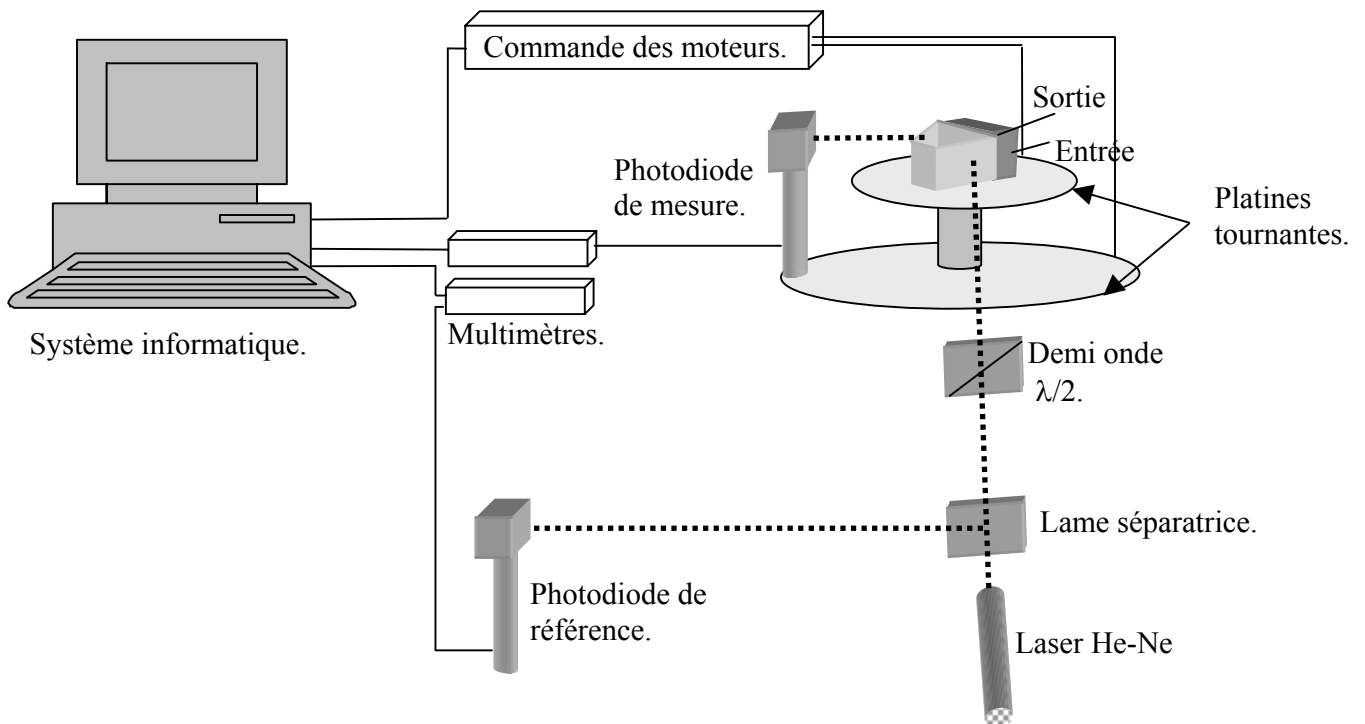 Commande des moteurs.
Sortie
Entrée
Photodiode
de mesure.
Platines
tournantes.
Système informatique.
Multimètres.
Demi onde
λ/2.
Lame séparatrice.
Photodiode de
référence.
Laser He-Ne